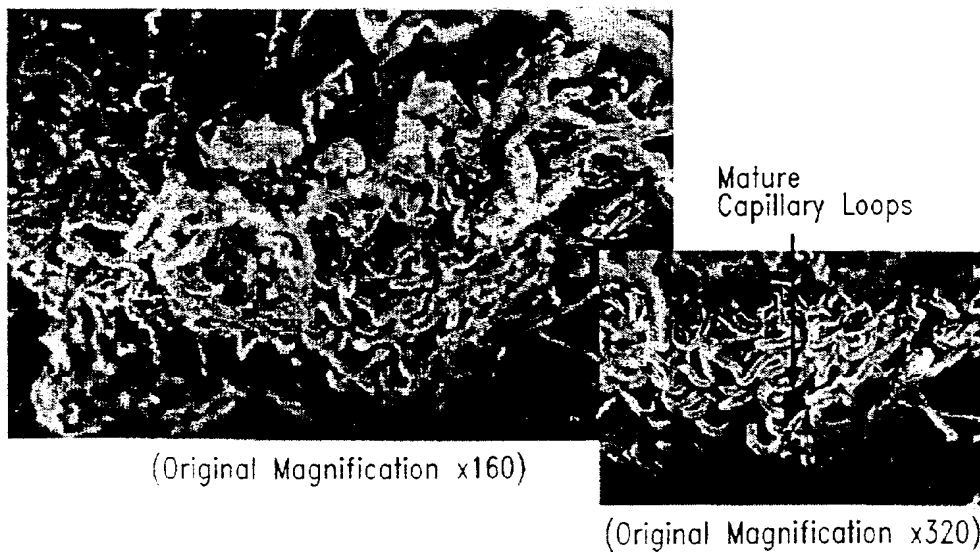 Mature
Capillary Loops
(Original Magnification x160)
(Original Magnification x320)